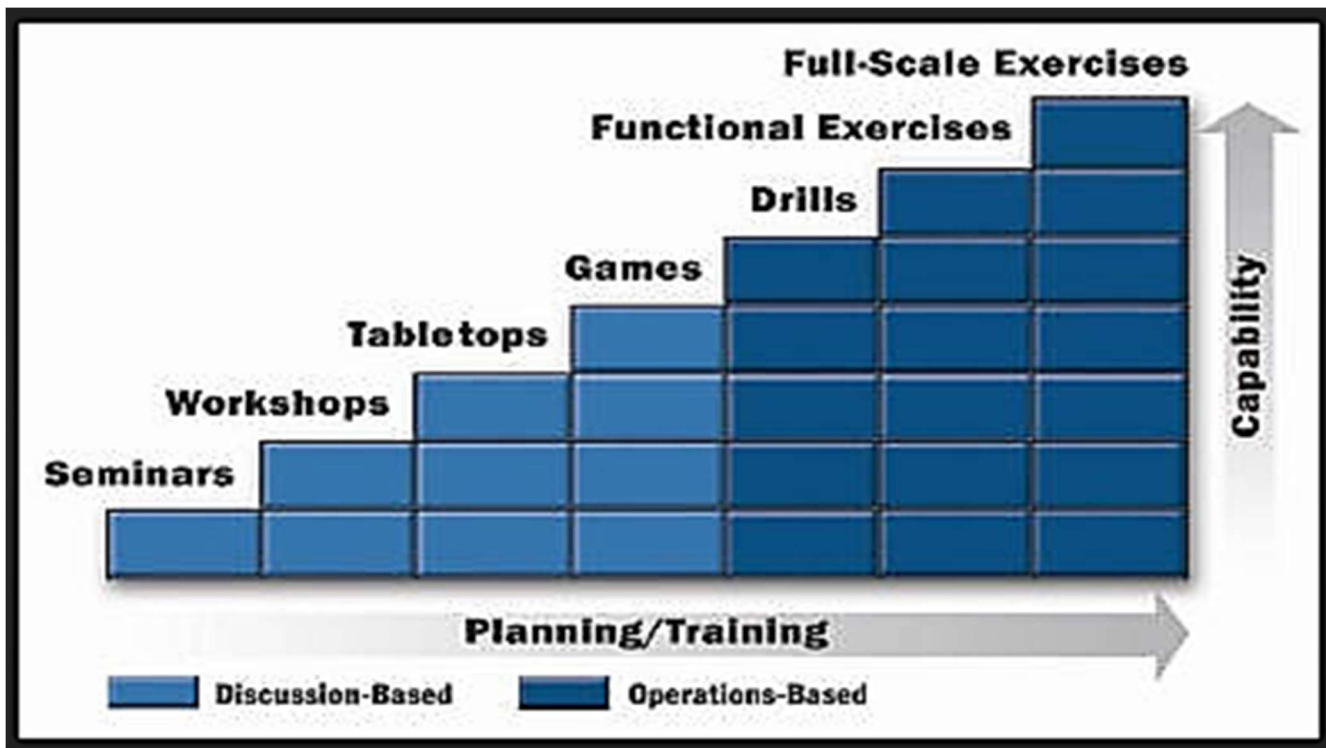 Full-Scale Exercises
Functional Exercises
Drills
Games
Tabletops
Workshops
Seminars
Capability
Planning/Training
Discussion-Based
Operations-Based